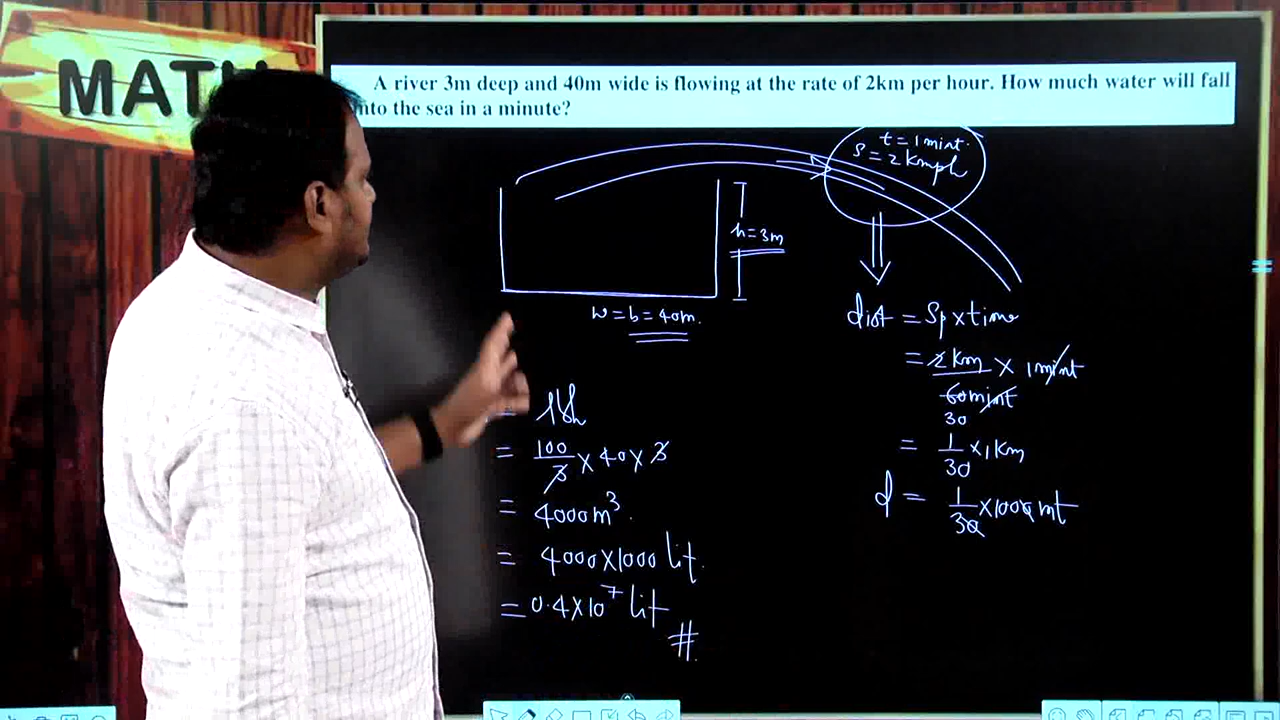 MATH
A river 3m deep and 40m wide is flowing at the rate of 2km per hour. How much water will fall
into the sea in a minute?
t = 1 mint.
S = 2 kmph
h = 3m
w = b = 40m.
dist = Sp x time
= 2 km / 60 mint x 1 mint
30
= 1/30 x 1 km
d = 1/30 x 1000 mt
= lbh
= 100/3 x 40 x 3
= 4000 m³.
= 4000 x 1000 lit.
= 0.4 x 10⁷ lit
#